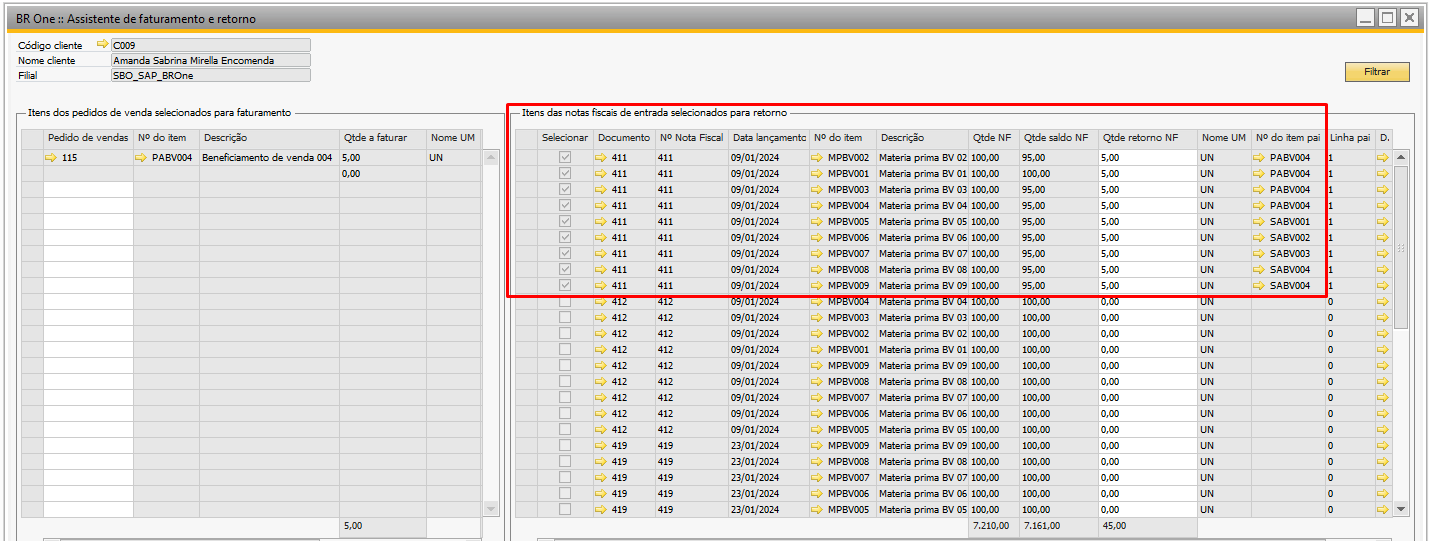 BR One :: Assistente de faturamento e retorno
Código cliente C009
Nome cliente Amanda Sabrina Mirella Encomenda
Filial SBO_SAP_BROne
Filtrar
Itens dos pedidos de venda selecionados para faturamento
Pedido de vendas Nº do item Descrição Qtde a faturar Nome UM
115 PABV004 Beneficiamento de venda 004 5,00 UN
0,00
5,00
Itens das notas fiscais de entrada selecionados para retorno
Selecionar Documento Nº Nota Fiscal Data lançamento Nº do item Descrição Qtde NF Qtde saldo NF Qtde retorno NF Nome UM Nº do item pai Linha pai D.
411 411 09/01/2024 MPBV002 Materia prima BV 02 100,00 95,00 5,00 UN PABV004 1
411 411 09/01/2024 MPBV001 Materia prima BV 01 100,00 100,00 5,00 UN PABV004 1
411 411 09/01/2024 MPBV003 Materia prima BV 03 100,00 95,00 5,00 UN PABV004 1
411 411 09/01/2024 MPBV004 Materia prima BV 04 100,00 95,00 5,00 UN PABV004 1
411 411 09/01/2024 MPBV005 Materia prima BV 05 100,00 95,00 5,00 UN SABV001 1
411 411 09/01/2024 MPBV006 Materia prima BV 06 100,00 95,00 5,00 UN SABV002 1
411 411 09/01/2024 MPBV007 Materia prima BV 07 100,00 95,00 5,00 UN SABV003 1
411 411 09/01/2024 MPBV008 Materia prima BV 08 100,00 95,00 5,00 UN SABV004 1
411 411 09/01/2024 MPBV009 Materia prima BV 09 100,00 95,00 5,00 UN SABV004 1
412 412 09/01/2024 MPBV004 Materia prima BV 04 100,00 100,00 0,00 UN 0
412 412 09/01/2024 MPBV003 Materia prima BV 03 100,00 100,00 0,00 UN 0
412 412 09/01/2024 MPBV002 Materia prima BV 02 100,00 100,00 0,00 UN 0
412 412 09/01/2024 MPBV001 Materia prima BV 01 100,00 100,00 0,00 UN 0
412 412 09/01/2024 MPBV009 Materia prima BV 09 100,00 100,00 0,00 UN 0
412 412 09/01/2024 MPBV008 Materia prima BV 08 100,00 100,00 0,00 UN 0
412 412 09/01/2024 MPBV007 Materia prima BV 07 100,00 100,00 0,00 UN 0
412 412 09/01/2024 MPBV006 Materia prima BV 06 100,00 100,00 0,00 UN 0
412 412 09/01/2024 MPBV005 Materia prima BV 05 100,00 100,00 0,00 UN 0
419 419 23/01/2024 MPBV009 Materia prima BV 09 100,00 100,00 0,00 UN 0
419 419 23/01/2024 MPBV008 Materia prima BV 08 100,00 100,00 0,00 UN 0
419 419 23/01/2024 MPBV007 Materia prima BV 07 100,00 100,00 0,00 UN 0
419 419 23/01/2024 MPBV006 Materia prima BV 06 100,00 100,00 0,00 UN 0
419 419 23/01/2024 MPBV005 Materia prima BV 05 100,00 100,00 0,00 UN 0
7.210,00 7.161,00 45,00